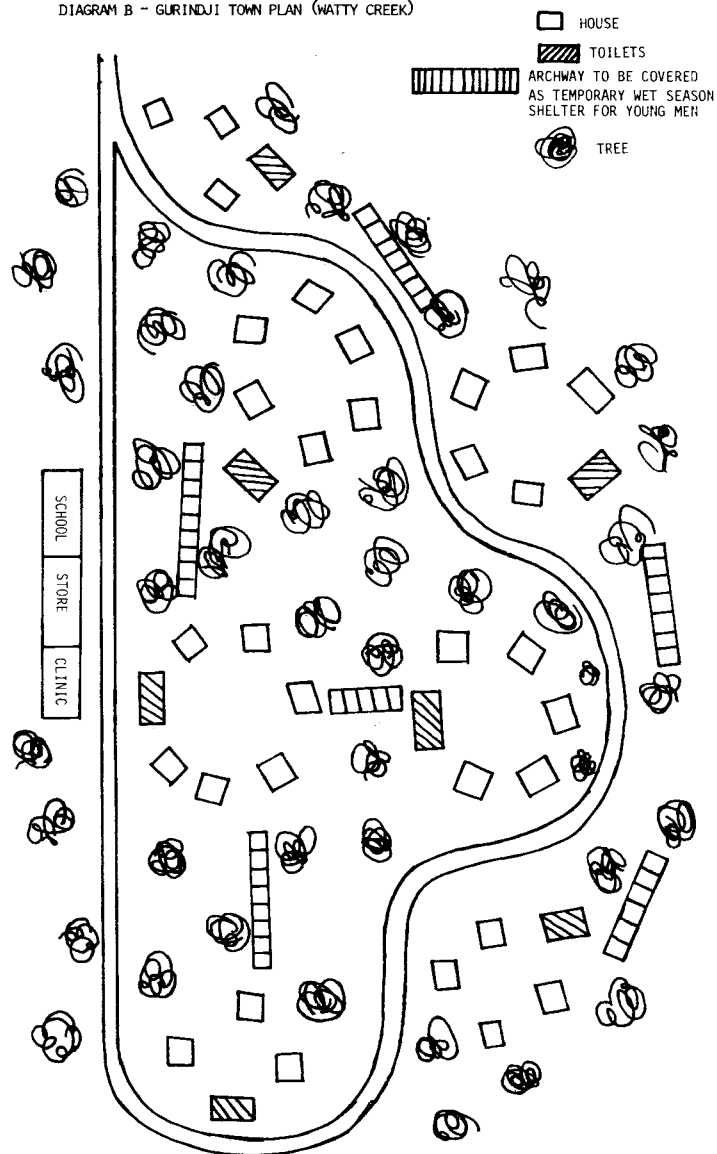 DIAGRAM B - GURINDJI TOWN PLAN (WATTY CREEK)
HOUSE
TOILETS
ARCHWAY TO BE COVERED
AS TEMPORARY WET SEASON
SHELTER FOR YOUNG MEN
TREE
SCHOOL
STORE
CLINIC